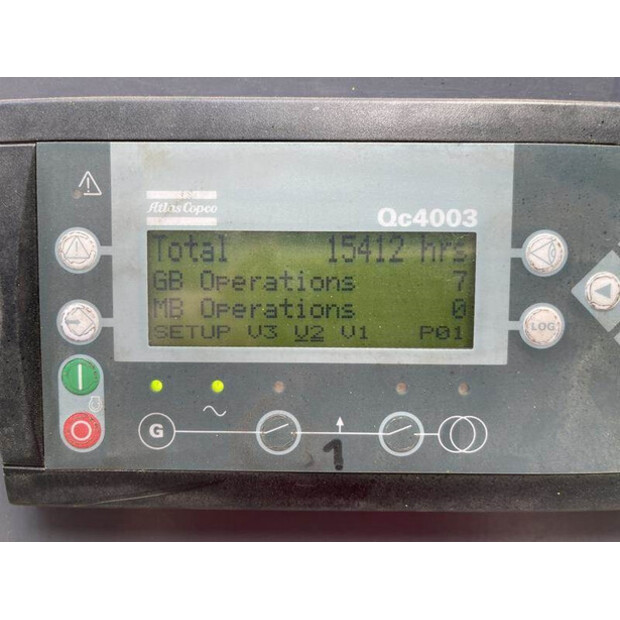 Atlas Copco
Qc4003
Total 15412 hrs
GB Operations 7
MB Operations 0
SETUP V3 V2 V1 P01
LOG
G
1